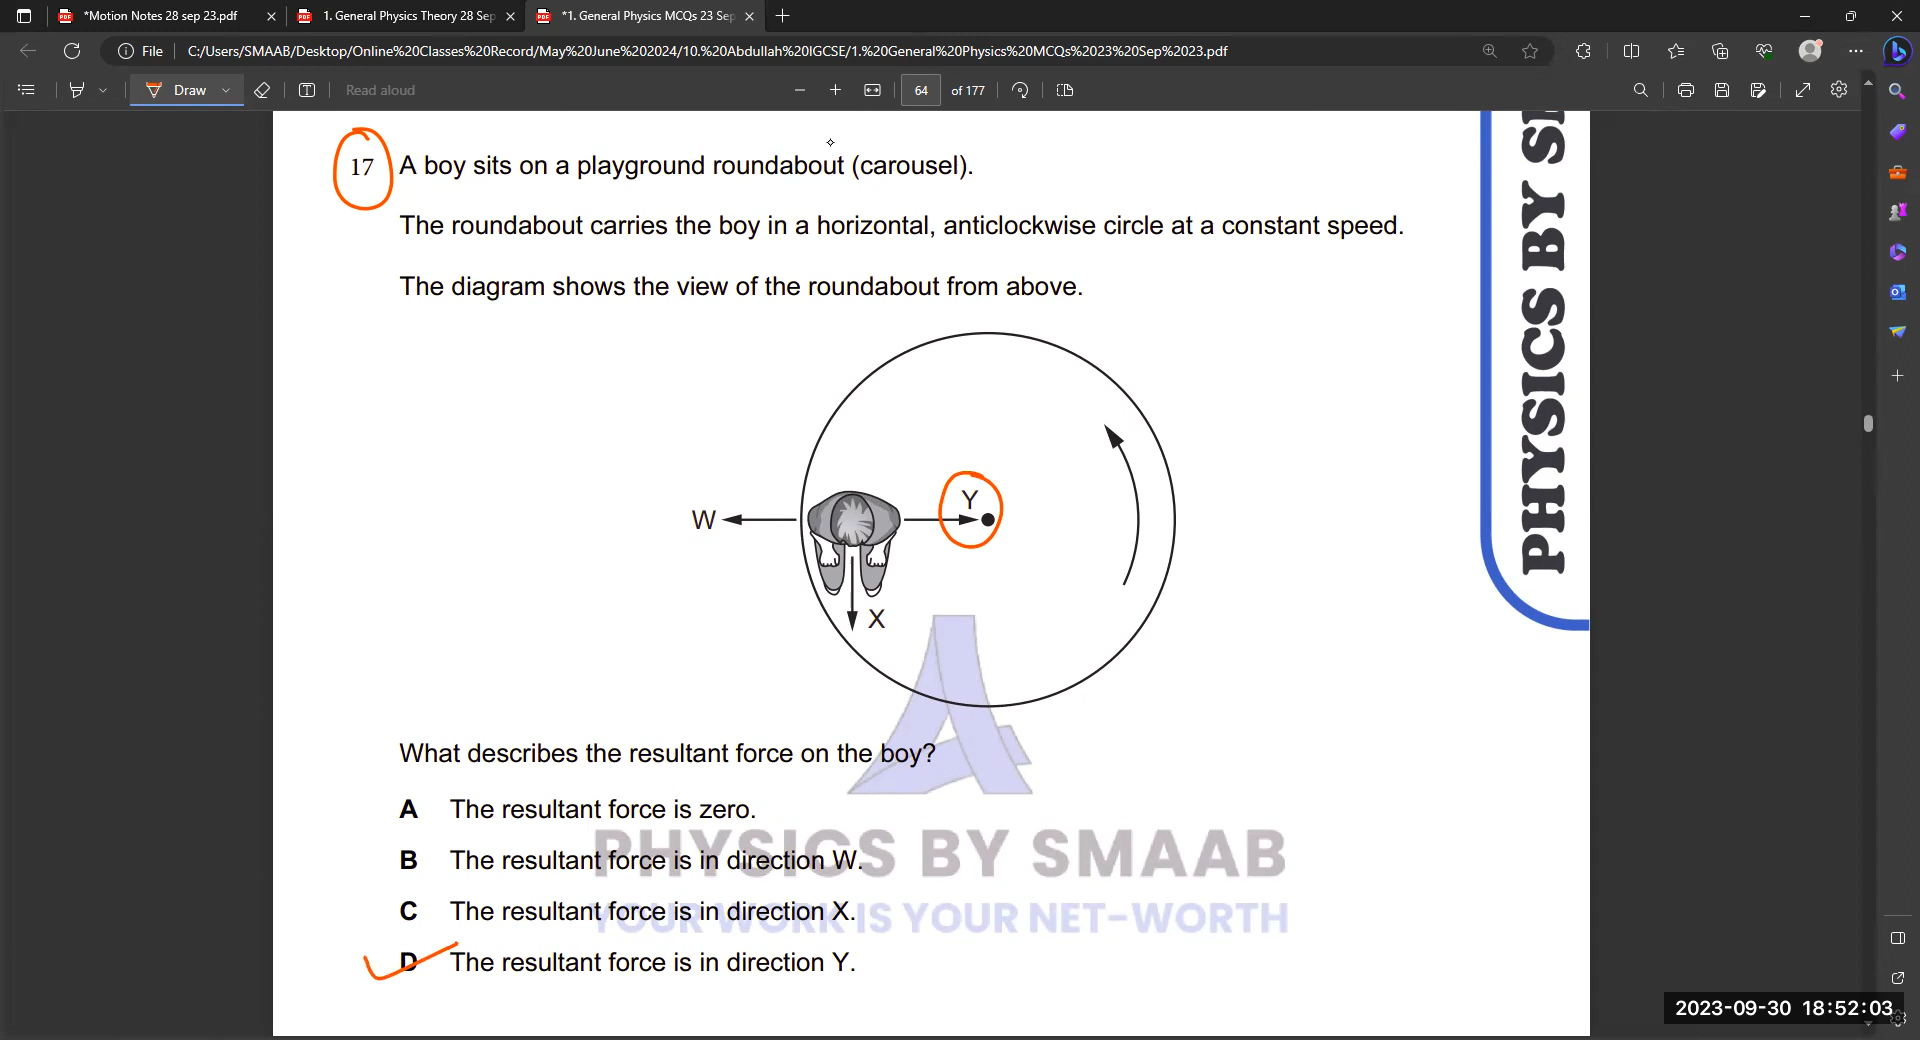 *Motion Notes 28 sep 23.pdf
1. General Physics Theory 28 Sep
*1. General Physics MCQs 23 Sep
File
C:/Users/SMAAB/Desktop/Online%20Classes%20Record/May%20June%202024/10.%20Abdullah%20IGCSE/1.%20General%20Physics%20MCQs%2023%20Sep%2023.pdf
Draw
Read aloud
64 of 177
17 A boy sits on a playground roundabout (carousel).
The roundabout carries the boy in a horizontal, anticlockwise circle at a constant speed.
The diagram shows the view of the roundabout from above.
Y
W
X
What describes the resultant force on the boy?
A The resultant force is zero.
B The resultant force is in direction W.
C The resultant force is in direction X.
D The resultant force is in direction Y.
PHYSICS BY SMAAB
YOUR WORK IS YOUR NET-WORTH
2023-09-30 18:52:03